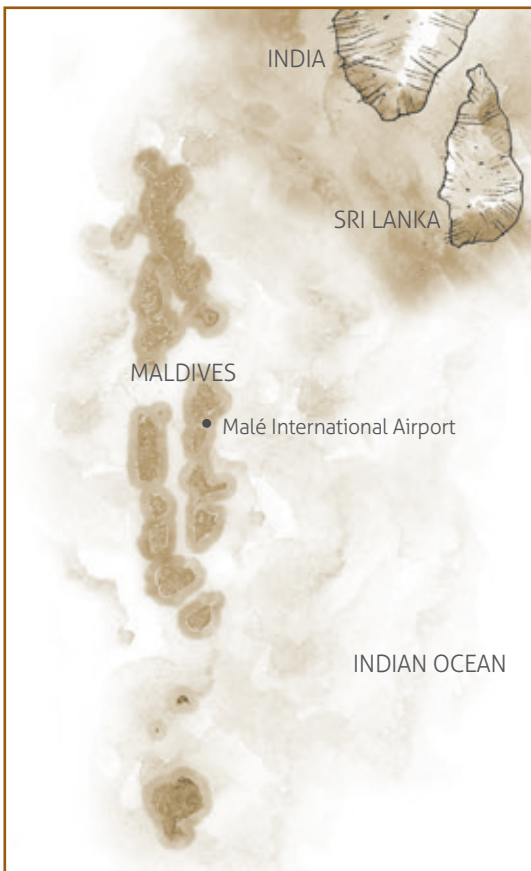 INDIA
SRI LANKA
MALDIVES
Malé International Airport
INDIAN OCEAN